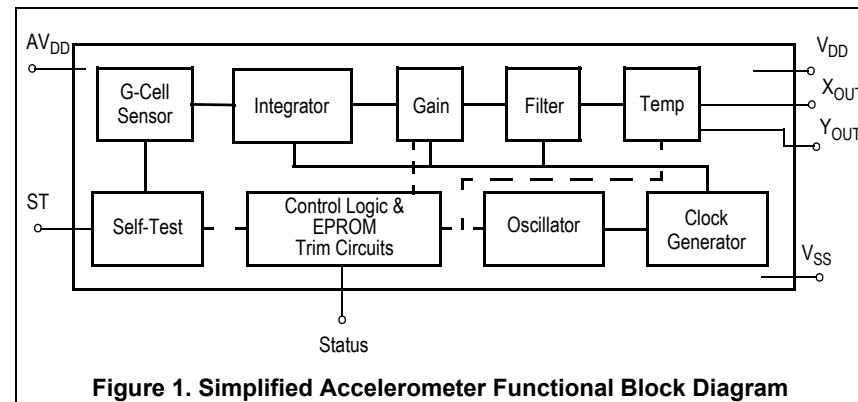 AVDD
VDD
G-Cell
Sensor
Integrator
Gain
Filter
Temp
XOUT
YOUT
ST
Self-Test
Control Logic &
EPROM
Trim Circuits
Oscillator
Clock
Generator
VSS
Status
Figure 1. Simplified Accelerometer Functional Block Diagram